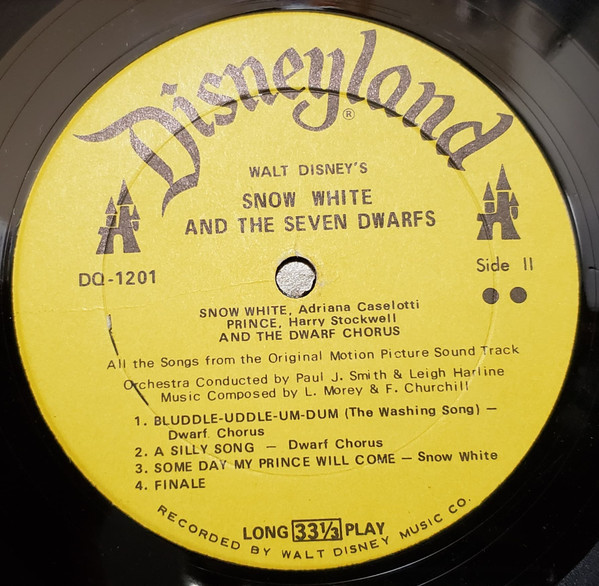 Disneyland®
WALT DISNEY'S
SNOW WHITE
AND THE SEVEN DWARFS
DQ-1201
Side II
SNOW WHITE, Adriana Caselotti
PRINCE, Harry Stockwell
AND THE DWARF CHORUS
All the Songs from the Original Motion Picture Sound Track
Orchestra Conducted by Paul J. Smith & Leigh Harline
Music Composed by L. Morey & F. Churchill
1. BLUDDLE-UDDLE-UM-DUM (The Washing Song) —
Dwarf Chorus
2. A SILLY SONG — Dwarf Chorus
3. SOME DAY MY PRINCE WILL COME — Snow White
4. FINALE
LONG 33⅓ PLAY
RECORDED BY WALT DISNEY MUSIC CO.